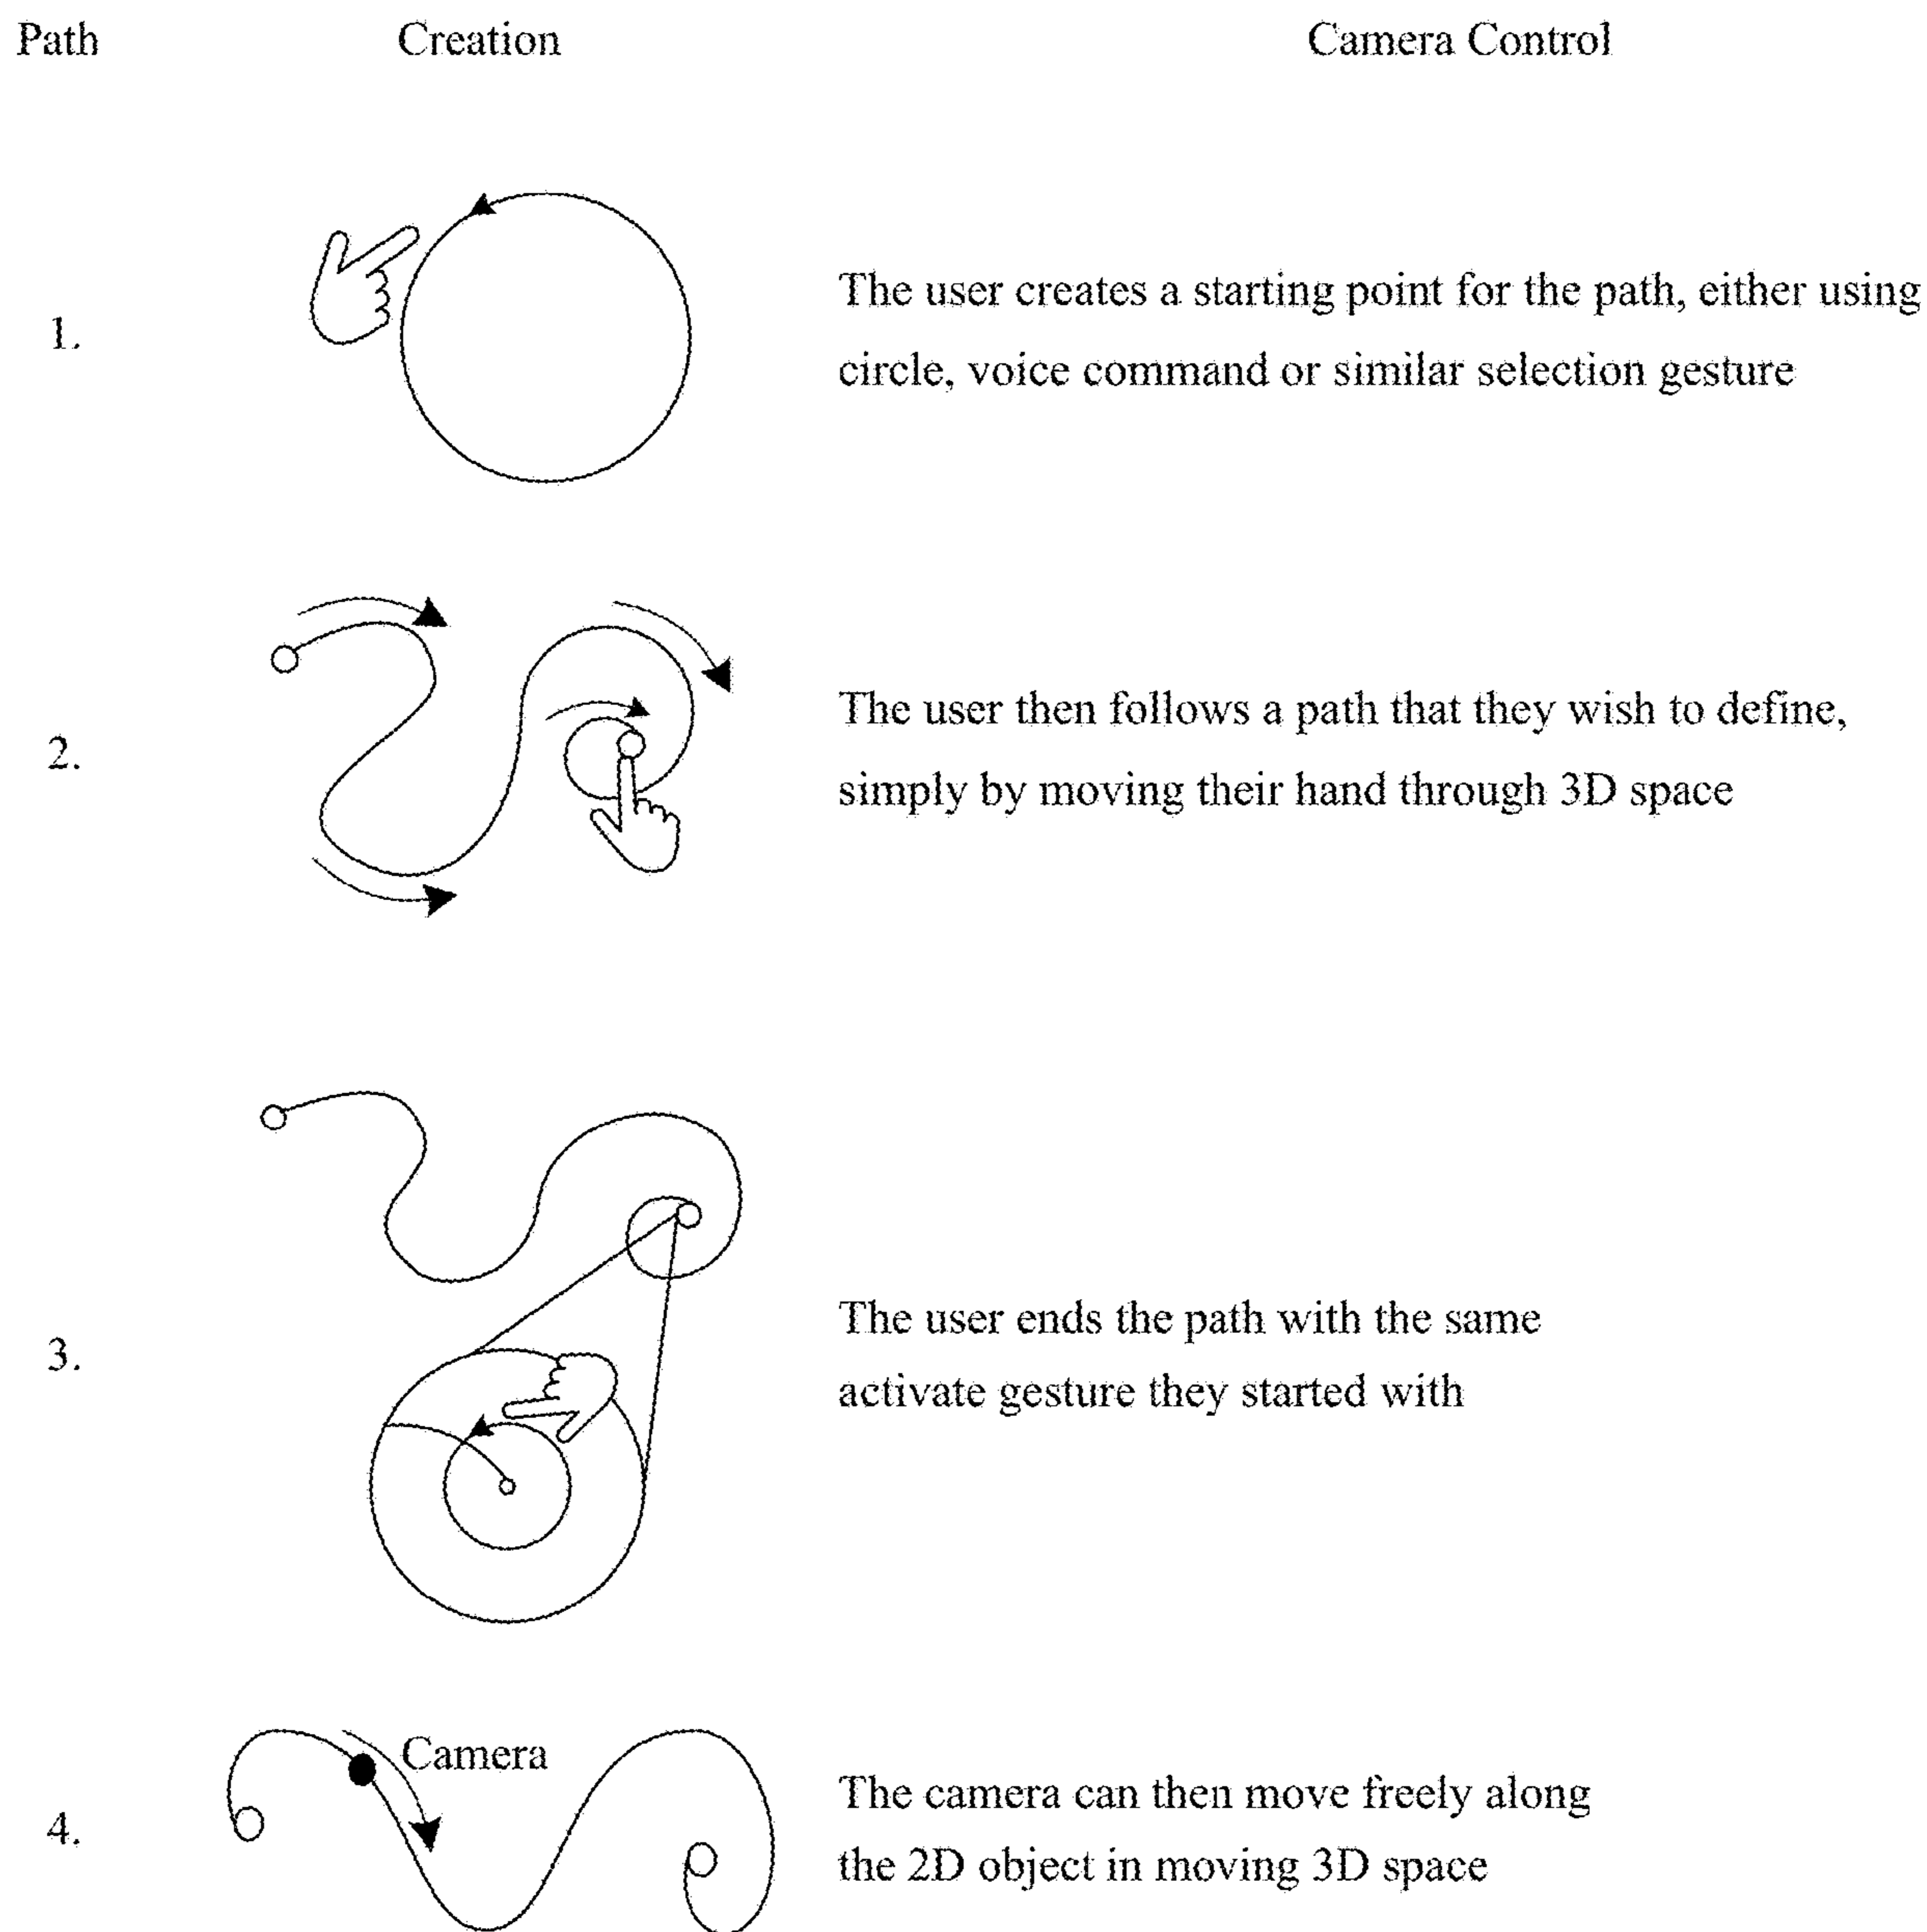 Path Creation Camera Control
1.
The user creates a starting point for the path, either using
circle, voice command or similar selection gesture
2.
The user then follows a path that they wish to define,
simply by moving their hand through 3D space
3.
The user ends the path with the same
activate gesture they started with
4.
Camera
The camera can then move freely along
the 2D object in moving 3D space